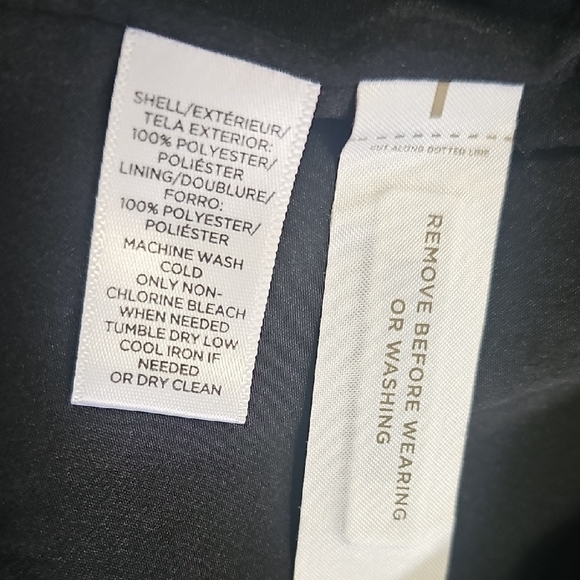 SHELL/EXTÉRIEUR/
TELA EXTERIOR:
100% POLYESTER/
POLIÉSTER
LINING/DOUBLURE/
FORRO:
100% POLYESTER/
POLIÉSTER
MACHINE WASH
COLD
ONLY NON-
CHLORINE BLEACH
WHEN NEEDED
TUMBLE DRY LOW
COOL IRON IF
NEEDED
OR DRY CLEAN
CUT ALONG DOTTED LINE
REMOVE BEFORE WEARING
OR WASHING